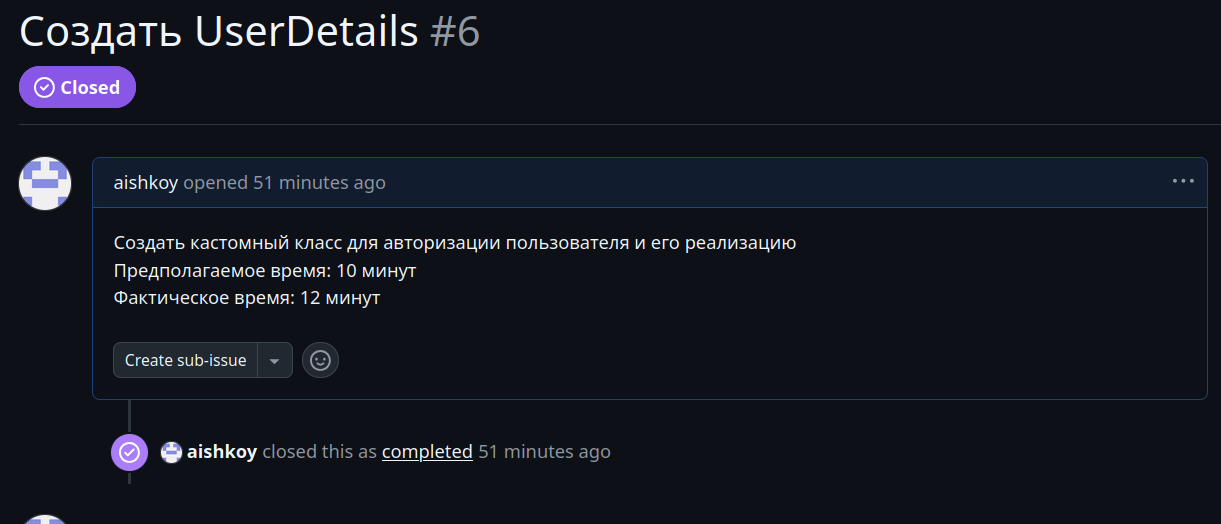 Создать UserDetails #6
Closed
aishkoy opened 51 minutes ago
Создать кастомный класс для авторизации пользователя и его реализацию
Предполагаемое время: 10 минут
Фактическое время: 12 минут
Create sub-issue
aishkoy closed this as completed 51 minutes ago